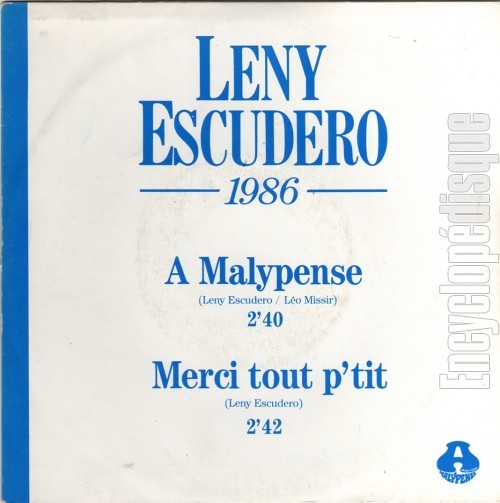 LENY
ESCUDERO
1986
A Malypense
(Leny Escudero / Léo Missir)
2'40
Merci tout p'tit
(Leny Escudero)
2'42
Encyclopédisque
A
MALYPENSE